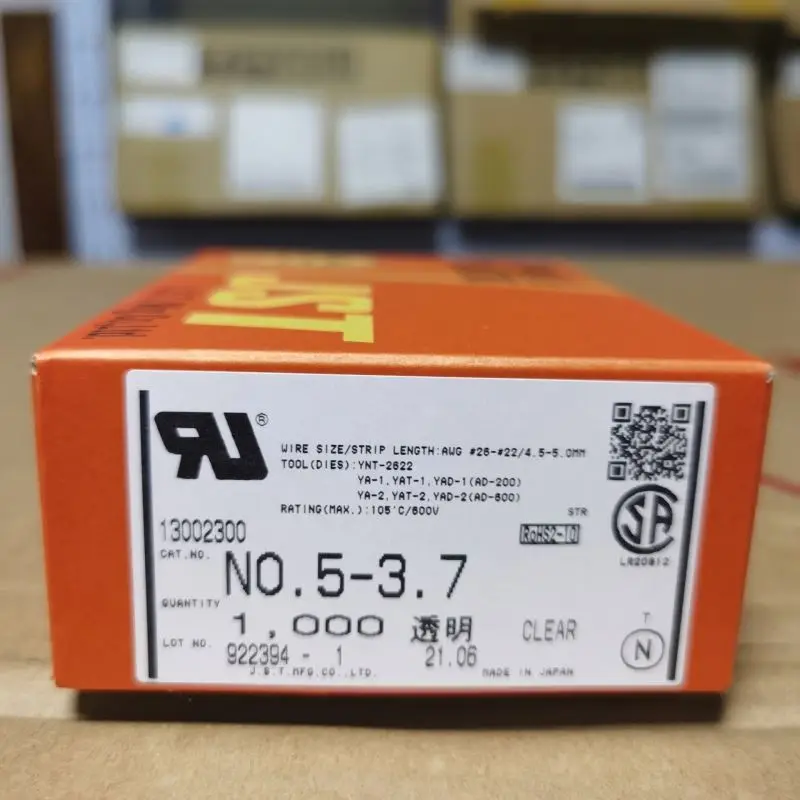 JST
®
WIRE SIZE/STRIP LENGTH:AWG #26-#22/4.5-5.0MM
TOOL(DIES):YNT-2622
YA-1,YAT-1,YAD-1(AD-200)
YA-2,YAT-2,YAD-2(AD-600)
RATING(MAX.):105°C/600V
STR
13002300
RoHS2-10
SA
LR20812
CAT.NO.
NO.5-3.7
QUANTITY
1,000 透明 CLEAR
T
N
LOT NO.
922394 - 1 21.06
J.S.T.MFG.CO.,LTD. MADE IN JAPAN